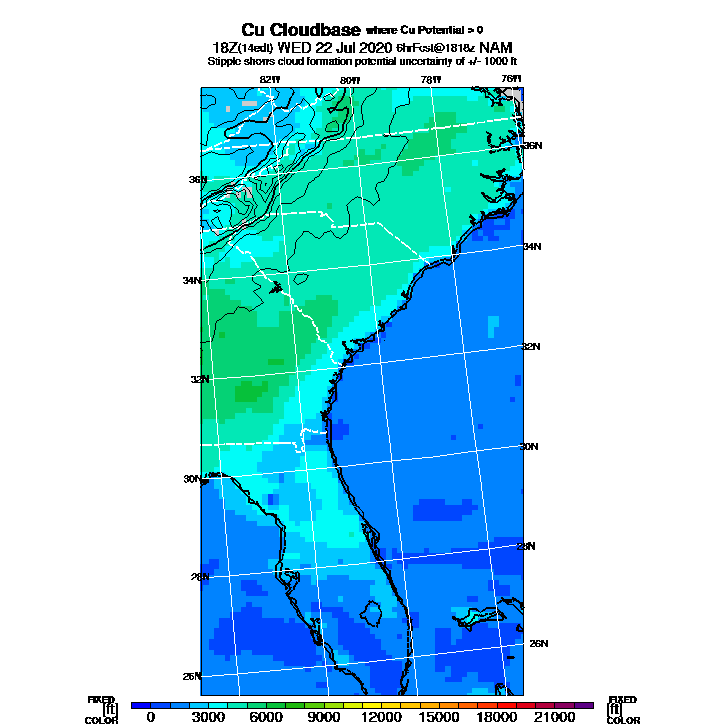 Cu Cloudbase where Cu Potential > 0
18Z(14edt) WED 22 Jul 2020 6hrFcst@1818z NAM
Stipple shows cloud formation potential uncertainty of +/- 1000 ft
82W 80W 78W 76W
36N
36N
34N
34N
32N
32N
30N
30N
28N
28N
26N
26N
FIXED [ft] COLOR
0 3000 6000 9000 12000 15000 18000 21000
FIXED [ft] COLOR